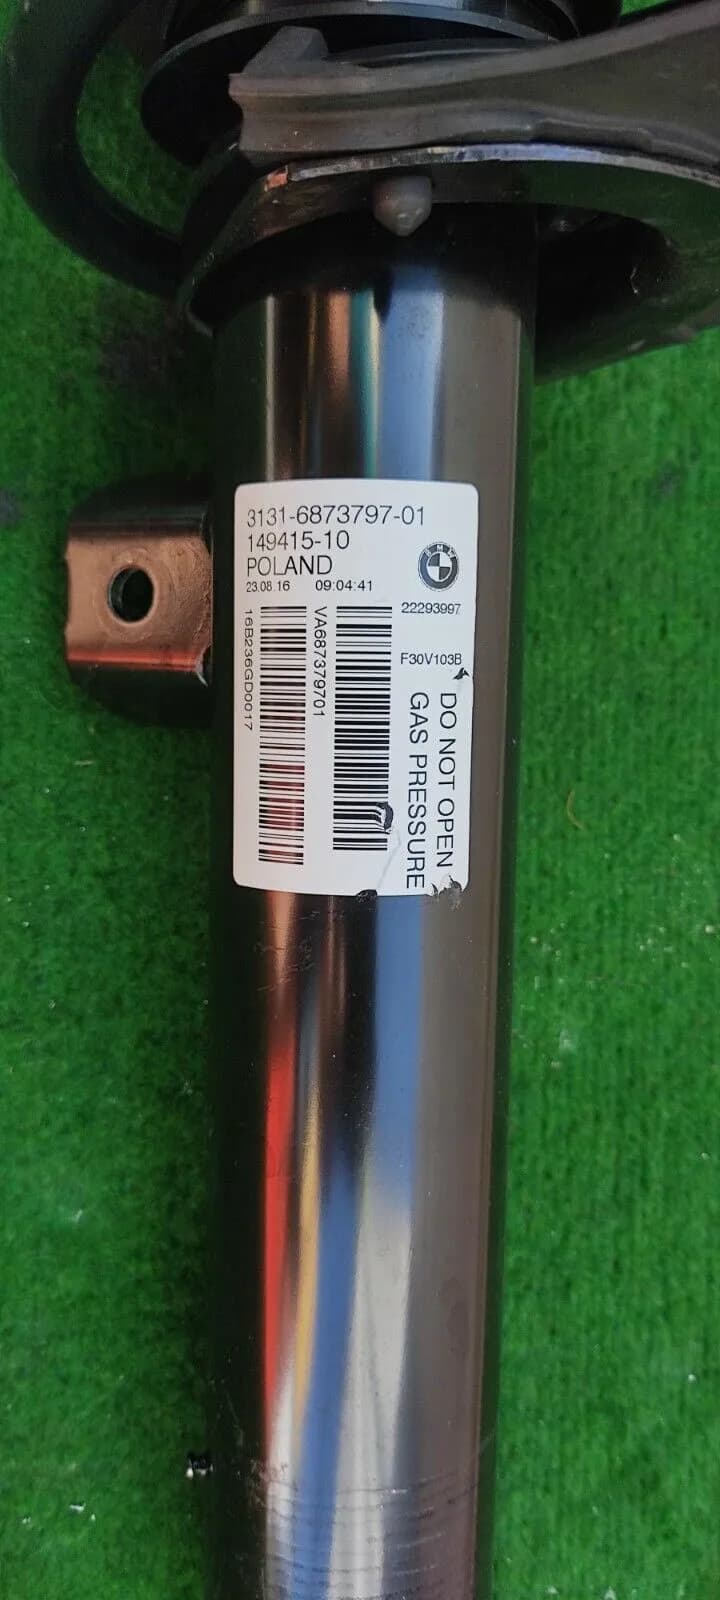 3131-6873797-01
149415-10
POLAND
23.08.16 09:04:41
BMW
22293997
F30V103B
16B236GD0017
VA687379701
DO NOT OPEN
GAS PRESSURE